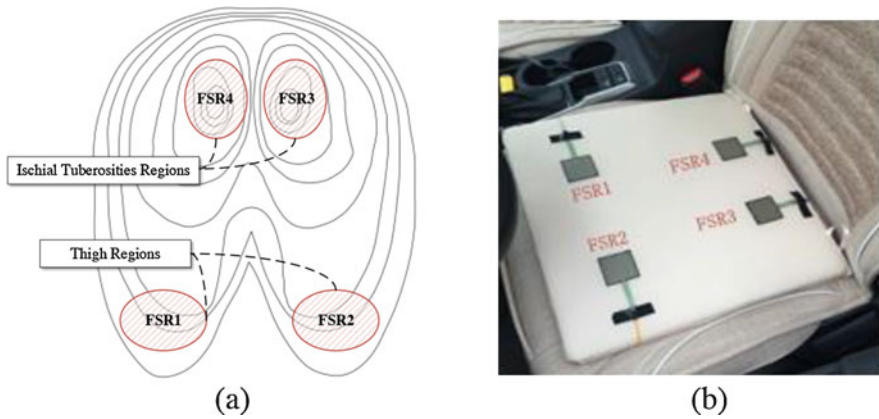 FSR4 FSR3
Ischial Tuberosities Regions
Thigh Regions
FSR1 FSR2
(a)
FSR1
FSR4
FSR3
FSR2
(b)